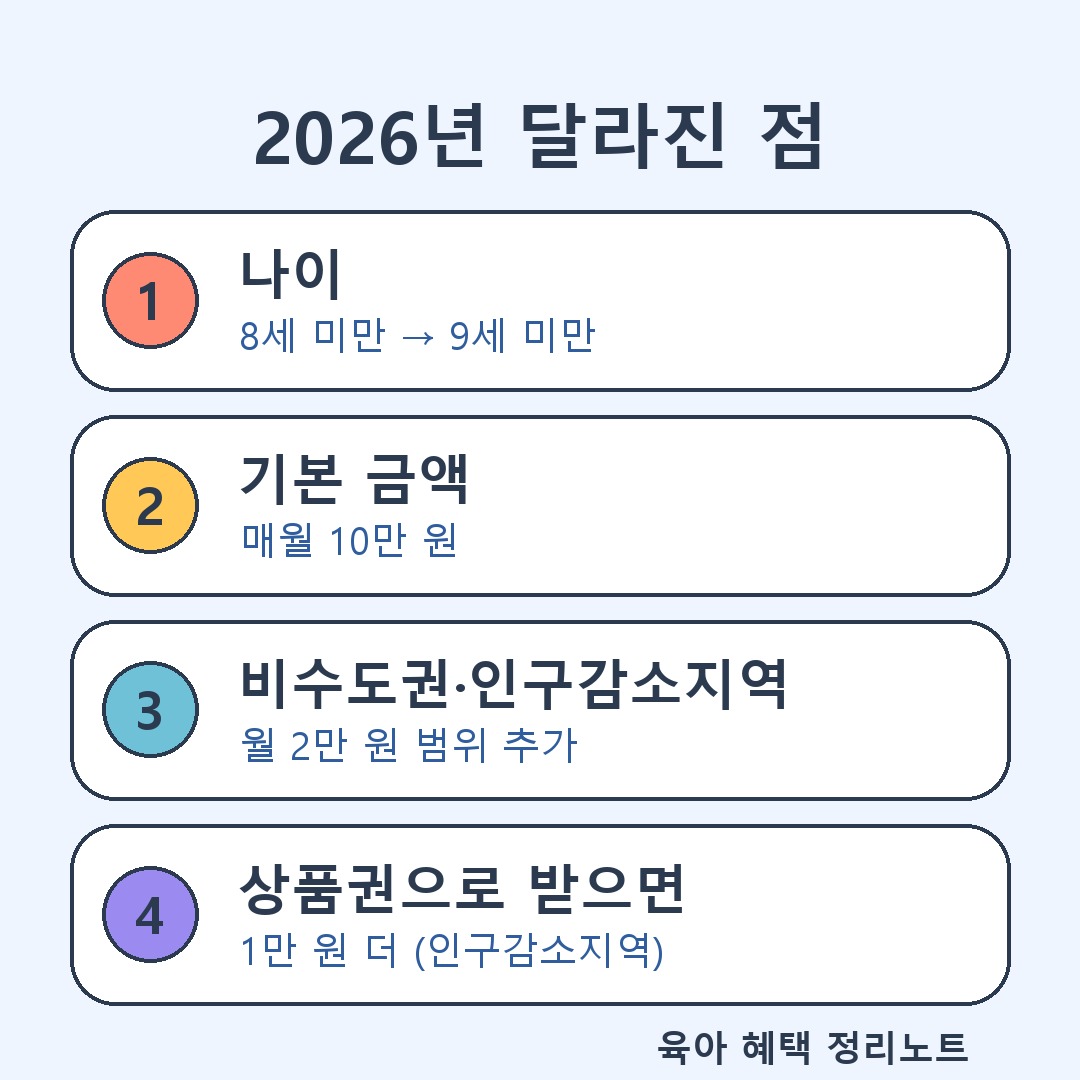 2026년 달라진 점
1
나이
8세 미만 → 9세 미만
2
기본 금액
매월 10만 원
3
비수도권·인구감소지역
월 2만 원 범위 추가
4
상품권으로 받으면
1만 원 더 (인구감소지역)
육아 혜택 정리노트